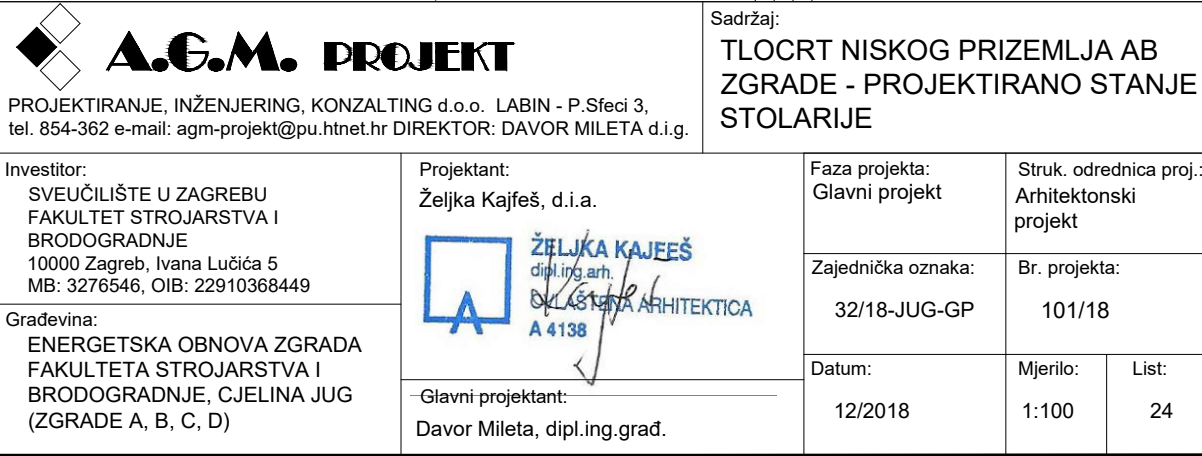 A.G.M. PROJEKT
PROJEKTIRANJE, INŽENJERING, KONZALTING d.o.o. LABIN - P.Sfeci 3,
tel. 854-362 e-mail: agm-projekt@pu.htnet.hr DIREKTOR: DAVOR MILETA d.i.g.
Sadržaj:
TLOCRT NISKOG PRIZEMLJA AB
ZGRADE - PROJEKTIRANO STANJE
STOLARIJE
Investitor:
SVEUČILIŠTE U ZAGREBU
FAKULTET STROJARSTVA I
BRODOGRADNJE
10000 Zagreb, Ivana Lučića 5
MB: 3276546, OIB: 22910368449
Građevina:
ENERGETSKA OBNOVA ZGRADA
FAKULTETA STROJARSTVA I
BRODOGRADNJE, CJELINA JUG
(ZGRADE A, B, C, D)
Projektant:
Željka Kajfeš, d.i.a.
ŽELJKA KAJFEŠ
dipl.ing.arh.
OVLAŠTENA ARHITEKTICA
A 4138
Glavni projektant:
Davor Mileta, dipl.ing.građ.
Faza projekta:
Glavni projekt
Struk. odrednica proj.:
Arhitektonski
projekt
Zajednička oznaka:
32/18-JUG-GP
Br. projekta:
101/18
Datum:
12/2018
Mjerilo:
1:100
List:
24